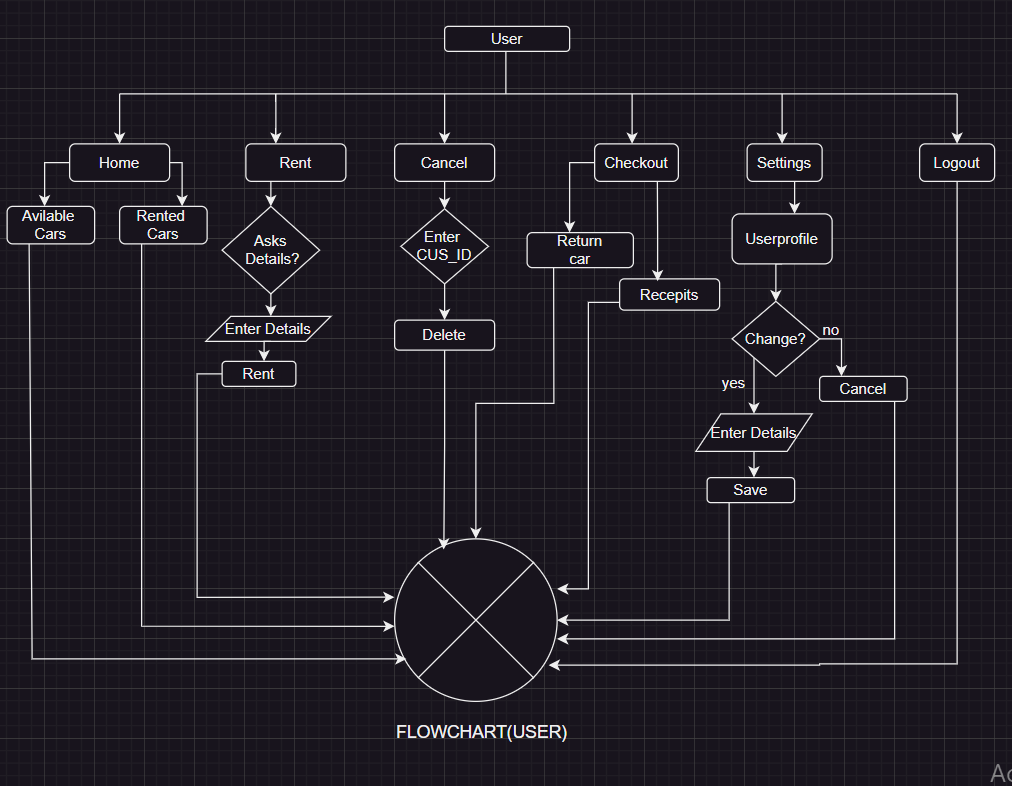 User
Home
Rent
Cancel
Checkout
Settings
Logout
Avilable
Cars
Rented
Cars
Asks
Details?
Enter
CUS_ID
Return
car
Userprofile
Recepits
Enter Details
Delete
Change?
no
Rent
yes
Cancel
Enter Details
Save
FLOWCHART(USER)